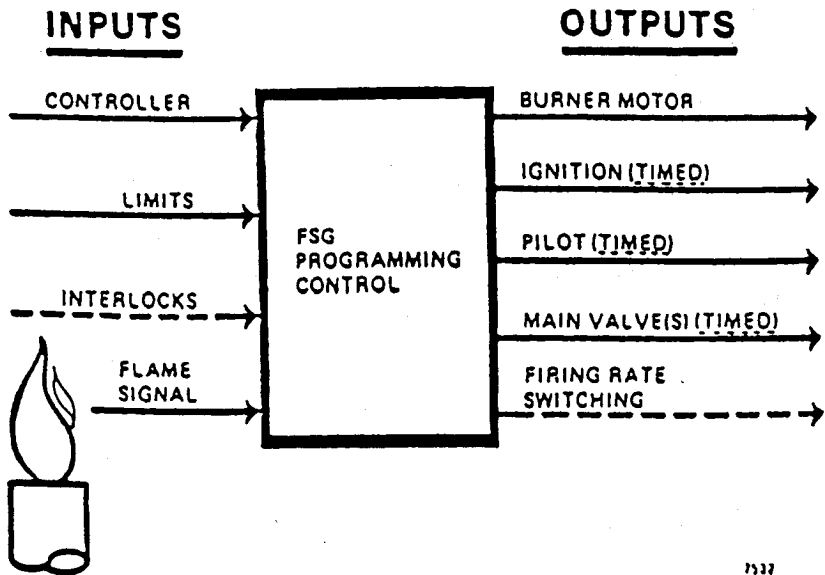 INPUTS
OUTPUTS
CONTROLLER
LIMITS
INTERLOCKS
FLAME
SIGNAL
FSG
PROGRAMMING
CONTROL
BURNER MOTOR
IGNITION (TIMED)
PILOT (TIMED)
MAIN VALVE(S) (TIMED)
FIRING RATE
SWITCHING